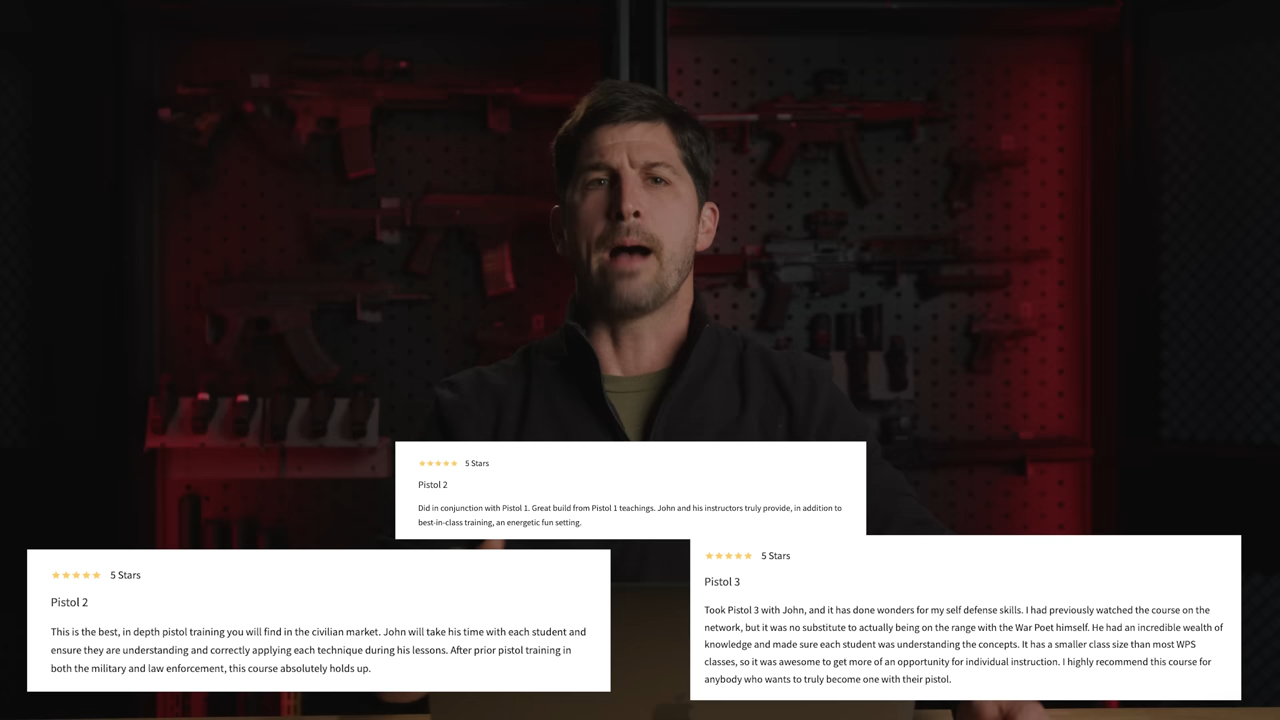 5 Stars
Pistol 2
Did in conjunction with Pistol 1. Great build from Pistol 1 teachings. John and his instructors truly provide, in addition to
best-in-class training, an energetic fun setting.
5 Stars
Pistol 2
This is the best, in depth pistol training you will find in the civilian market. John will take his time with each student and
ensure they are understanding and correctly applying each technique during his lessons. After prior pistol training in
both the military and law enforcement, this course absolutely holds up.
5 Stars
Pistol 3
Took Pistol 3 with John, and it has done wonders for my self defense skills. I had previously watched the course on the
network, but it was no substitute to actually being on the range with the War Poet himself. He had an incredible wealth of
knowledge and made sure each student was understanding the concepts. It has a smaller class size than most WPS
classes, so it was awesome to get more of an opportunity for individual instruction. I highly recommend this course for
anybody who wants to truly become one with their pistol.